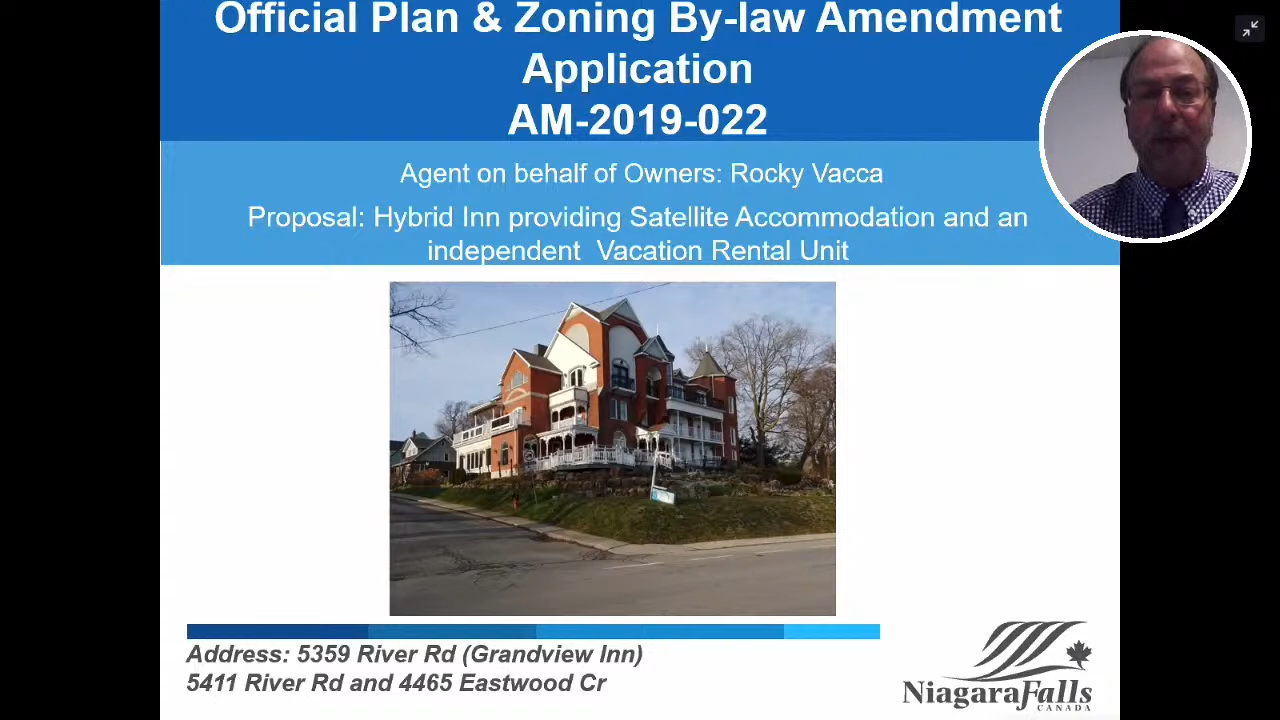 Official Plan & Zoning By-law Amendment
Application
AM-2019-022
Agent on behalf of Owners: Rocky Vacca
Proposal: Hybrid Inn providing Satellite Accommodation and an
independent Vacation Rental Unit
Address: 5359 River Rd (Grandview Inn)
5411 River Rd and 4465 Eastwood Cr
NiagaraFalls
CANADA